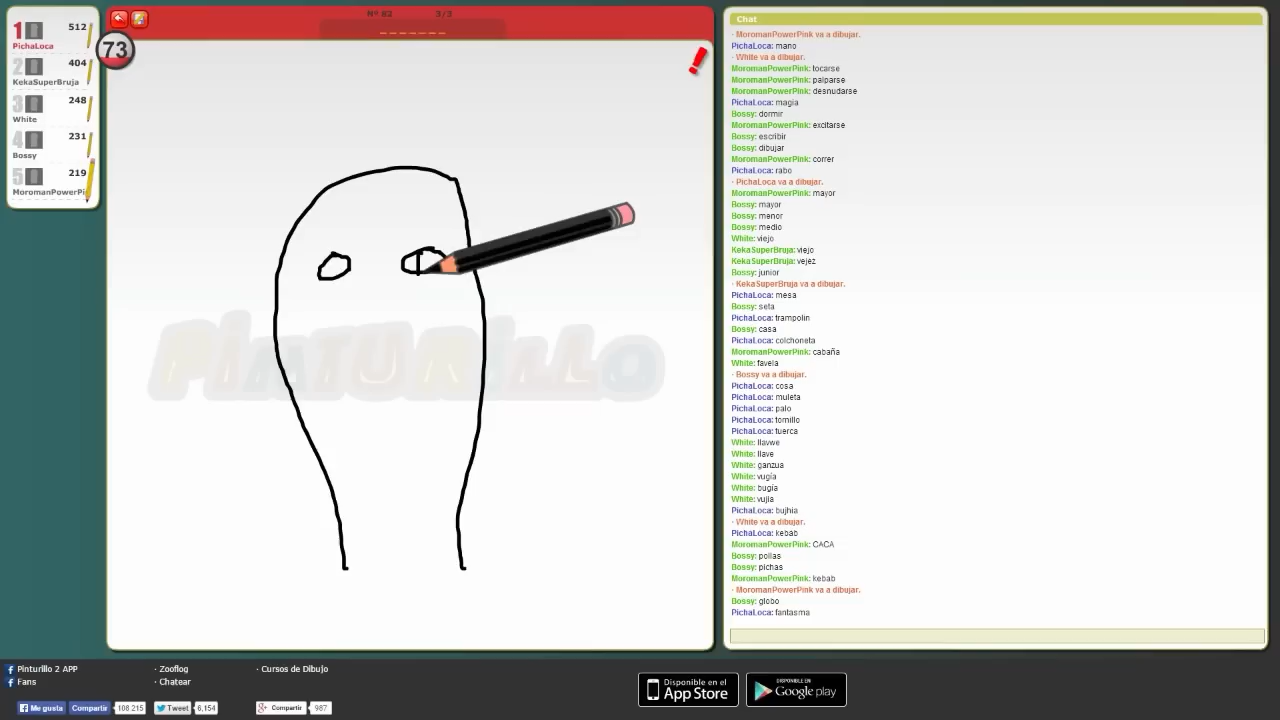 1 512
PichaLoca
2 404
KekaSuperBruja
3 248
White
4 231
Bossy
5 219
MoromanPowerPi
73
Nº 82 3/3
_ _ _ _ _ _ _
Pinturillo
Chat
· MoromanPowerPink va a dibujar.
PichaLoca: mano
· White va a dibujar.
MoromanPowerPink: tocarse
MoromanPowerPink: palparse
MoromanPowerPink: desnudarse
PichaLoca: magia
Bossy: dormir
MoromanPowerPink: excitarse
Bossy: escribir
Bossy: dibujar
MoromanPowerPink: correr
PichaLoca: rabo
· PichaLoca va a dibujar.
MoromanPowerPink: mayor
Bossy: mayor
Bossy: menor
Bossy: medio
White: viejo
KekaSuperBruja: viejo
KekaSuperBruja: vejez
Bossy: junior
· KekaSuperBruja va a dibujar.
PichaLoca: mesa
Bossy: seta
PichaLoca: trampolin
Bossy: casa
PichaLoca: colchoneta
MoromanPowerPink: cabaña
White: favela
· Bossy va a dibujar.
PichaLoca: cosa
PichaLoca: muleta
PichaLoca: palo
PichaLoca: tornillo
PichaLoca: tuerca
White: llavwe
White: llave
White: ganzua
White: vugía
White: bugía
White: vujia
PichaLoca: bujhia
· White va a dibujar.
PichaLoca: kebab
MoromanPowerPink: CACA
Bossy: pollas
Bossy: pichas
MoromanPowerPink: kebab
· MoromanPowerPink va a dibujar.
Bossy: globo
PichaLoca: fantasma
Pinturillo 2 APP · Zooflog · Cursos de Dibujo
Fans · Chatear
Me gusta Compartir 108 215 Tweet 6,154 Compartir 987
Disponible en el
App Store
DISPONIBLE EN
Google play